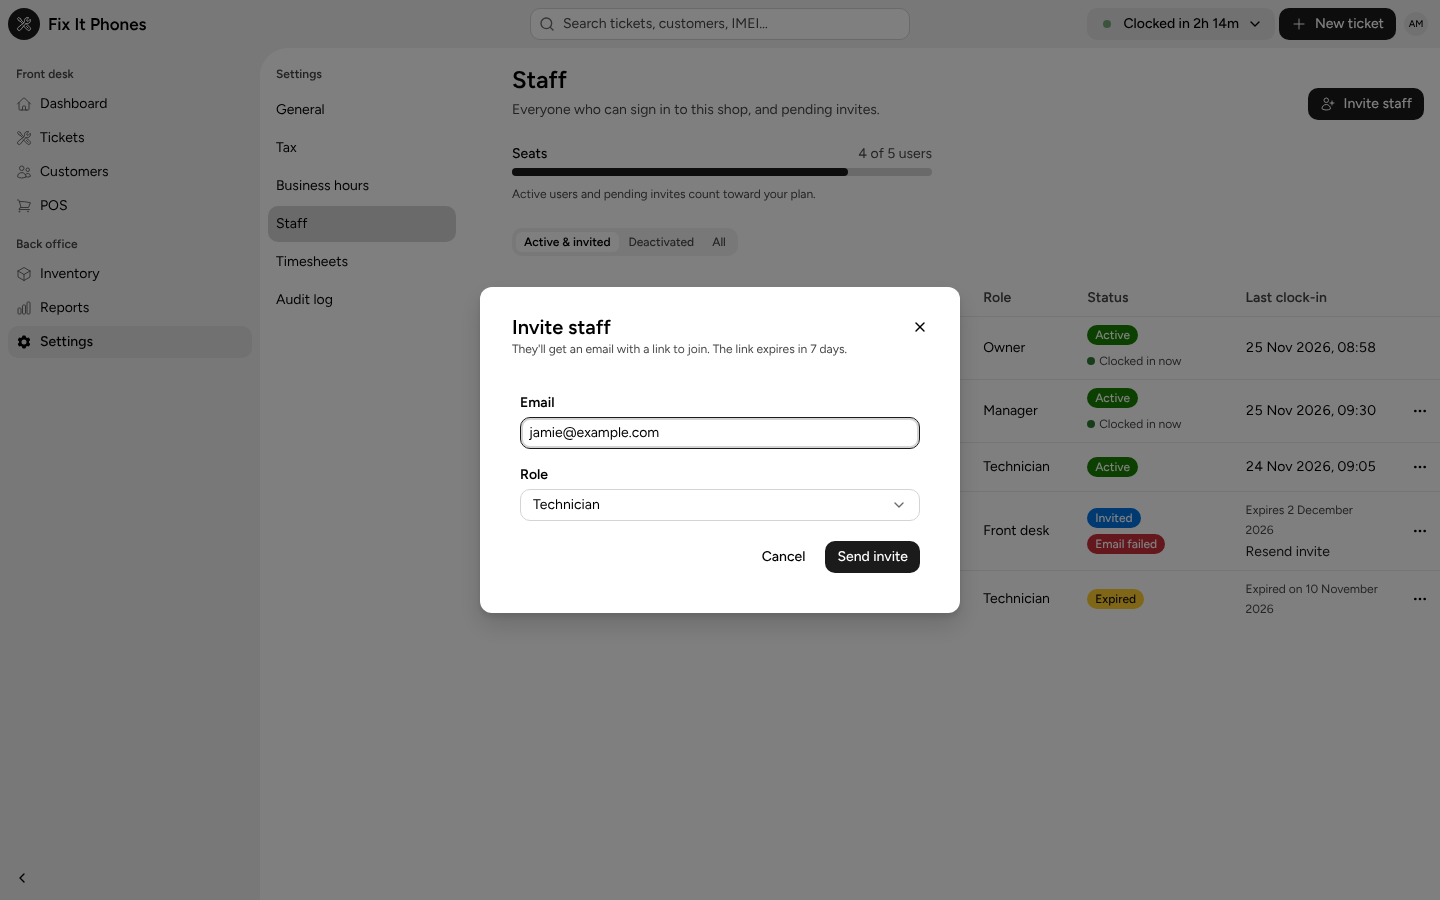 Fix It Phones
Search tickets, customers, IMEI...
Clocked in 2h 14m
New ticket
AM
Front desk
Dashboard
Tickets
Customers
POS
Back office
Inventory
Reports
Settings
Settings
General
Tax
Business hours
Staff
Timesheets
Audit log
Staff
Everyone who can sign in to this shop, and pending invites.
Invite staff
Seats
4 of 5 users
Active users and pending invites count toward your plan.
Active & invited
Deactivated
All
Role
Status
Last clock-in
Owner
Active
Clocked in now
25 Nov 2026, 08:58
Manager
Active
Clocked in now
25 Nov 2026, 09:30
Technician
Active
24 Nov 2026, 09:05
Front desk
Invited
Email failed
Expires 2 December
2026
Resend invite
Technician
Expired
Expired on 10 November
2026
Invite staff
They'll get an email with a link to join. The link expires in 7 days.
Email
jamie@example.com
Role
Technician
Cancel
Send invite